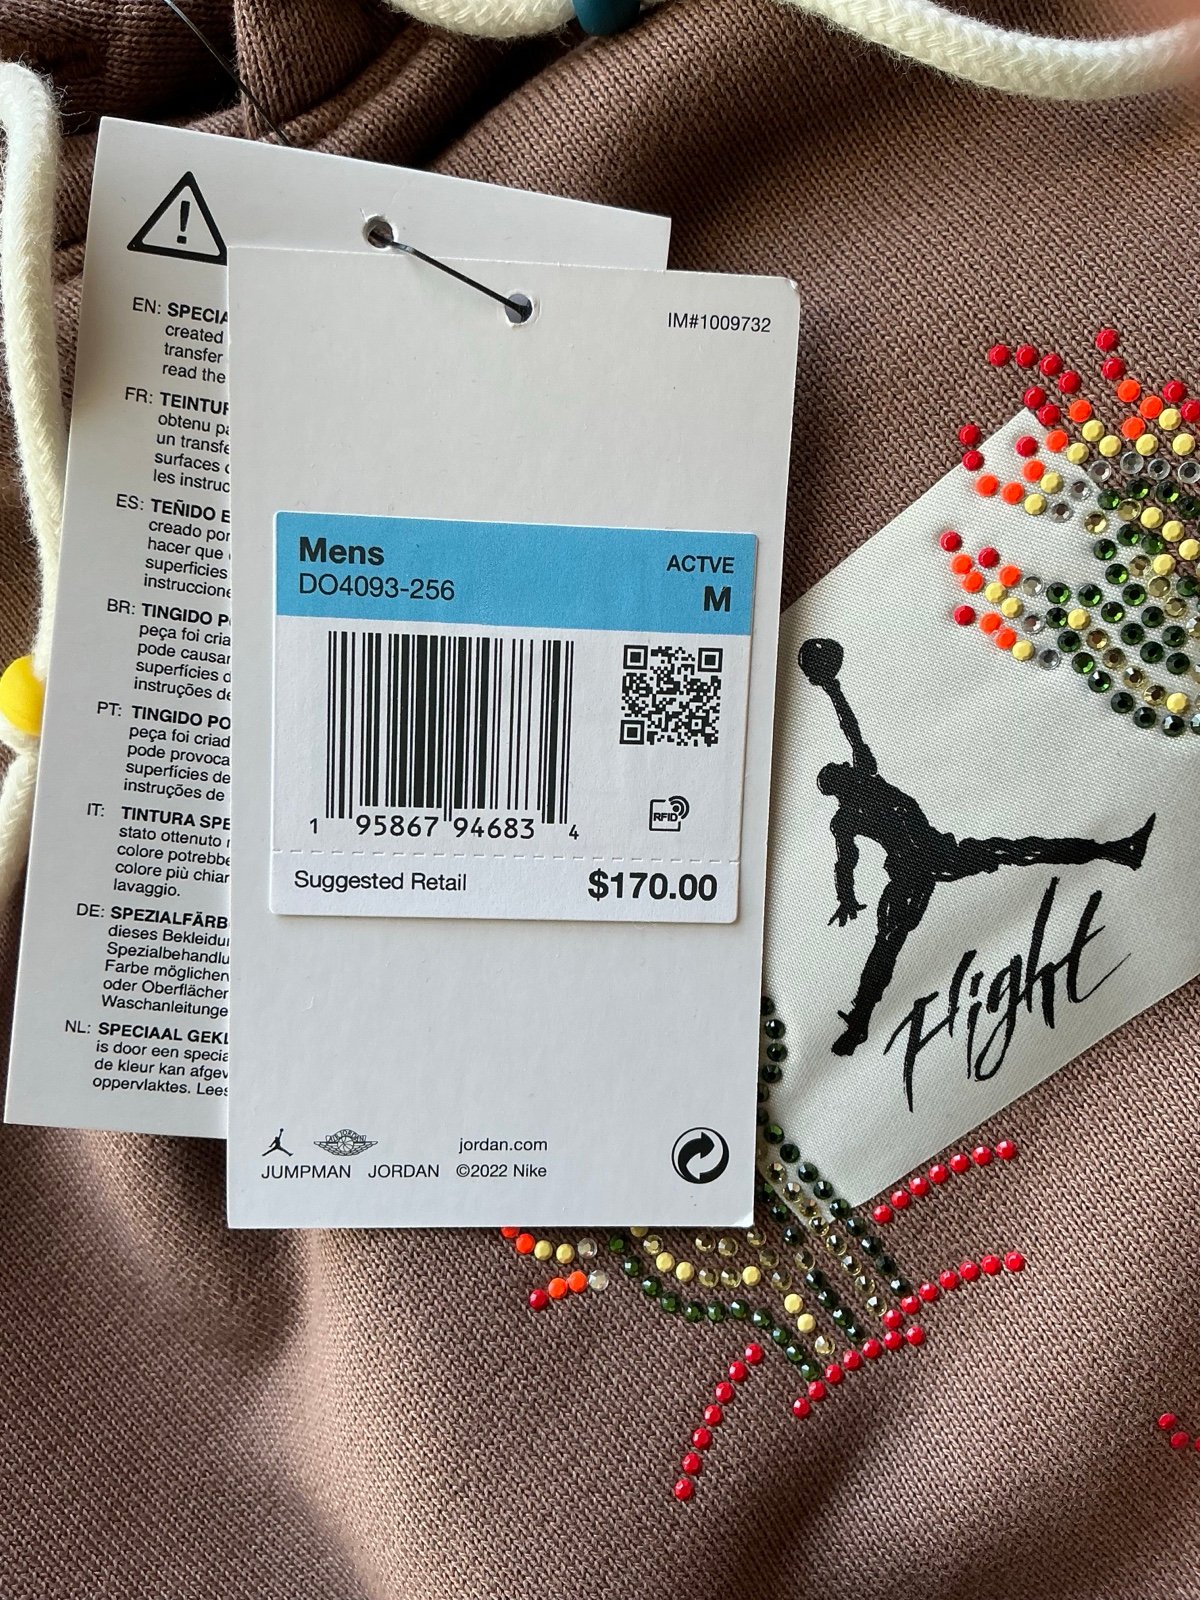 EN: SPECIA
created
transfer
read the
FR: TEINTUR
obtenu pa
un transfe
surfaces
les instruc
ES: TEÑIDO E
creado por
hacer que
superficies
instruccione
BR: TINGIDO P
peça foi cria
pode causar
superfícies d
instruções de
PT: TINGIDO PO
peça foi criad
pode provoca
superfícies de
instruções de
IT: TINTURA SPE
stato ottenuto
colore potrebbe
colore più chiar
lavaggio.
DE: SPEZIALFÄRB
dieses Bekleidu
Spezialbehandlu
Farbe möglicher
oder Oberflächen
Waschanleitunge
NL: SPECIAAL GEKL
is door een specia
de kleur kan afgev
oppervlaktes. Lees
IM#1009732
Mens
ACTVE
DO4093-256
M
1 95867 94683 4
RFID
Suggested Retail $170.00
AIR JORDAN
jordan.com
JUMPMAN JORDAN ©2022 Nike
Flight